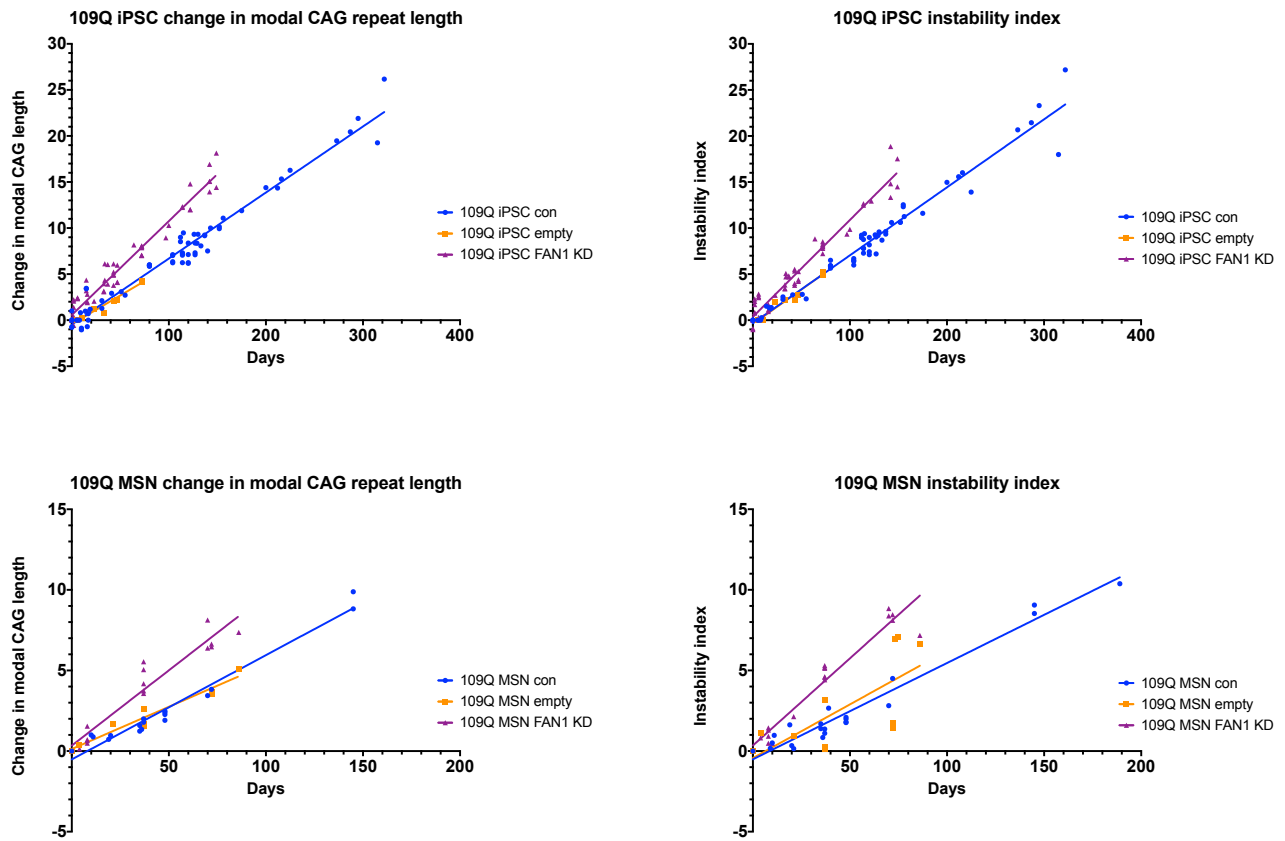 109Q iPSC change in modal CAG repeat length
Change in modal CAG length
30
25
20
15
10
5
0
-5
100
200
300
400
Days
109Q iPSC con
109Q iPSC empty
109Q iPSC FAN1 KD
109Q iPSC instability index
Instability index
30
25
20
15
10
5
0
-5
100
200
300
400
Days
109Q iPSC con
109Q iPSC empty
109Q iPSC FAN1 KD
109Q MSN change in modal CAG repeat length
Change in modal CAG length
15
10
5
0
-5
50
100
150
200
Days
109Q MSN con
109Q MSN empty
109Q MSN FAN1 KD
109Q MSN instability index
Instability index
15
10
5
0
-5
50
100
150
200
Days
109Q MSN con
109Q MSN empty
109Q MSN FAN1 KD